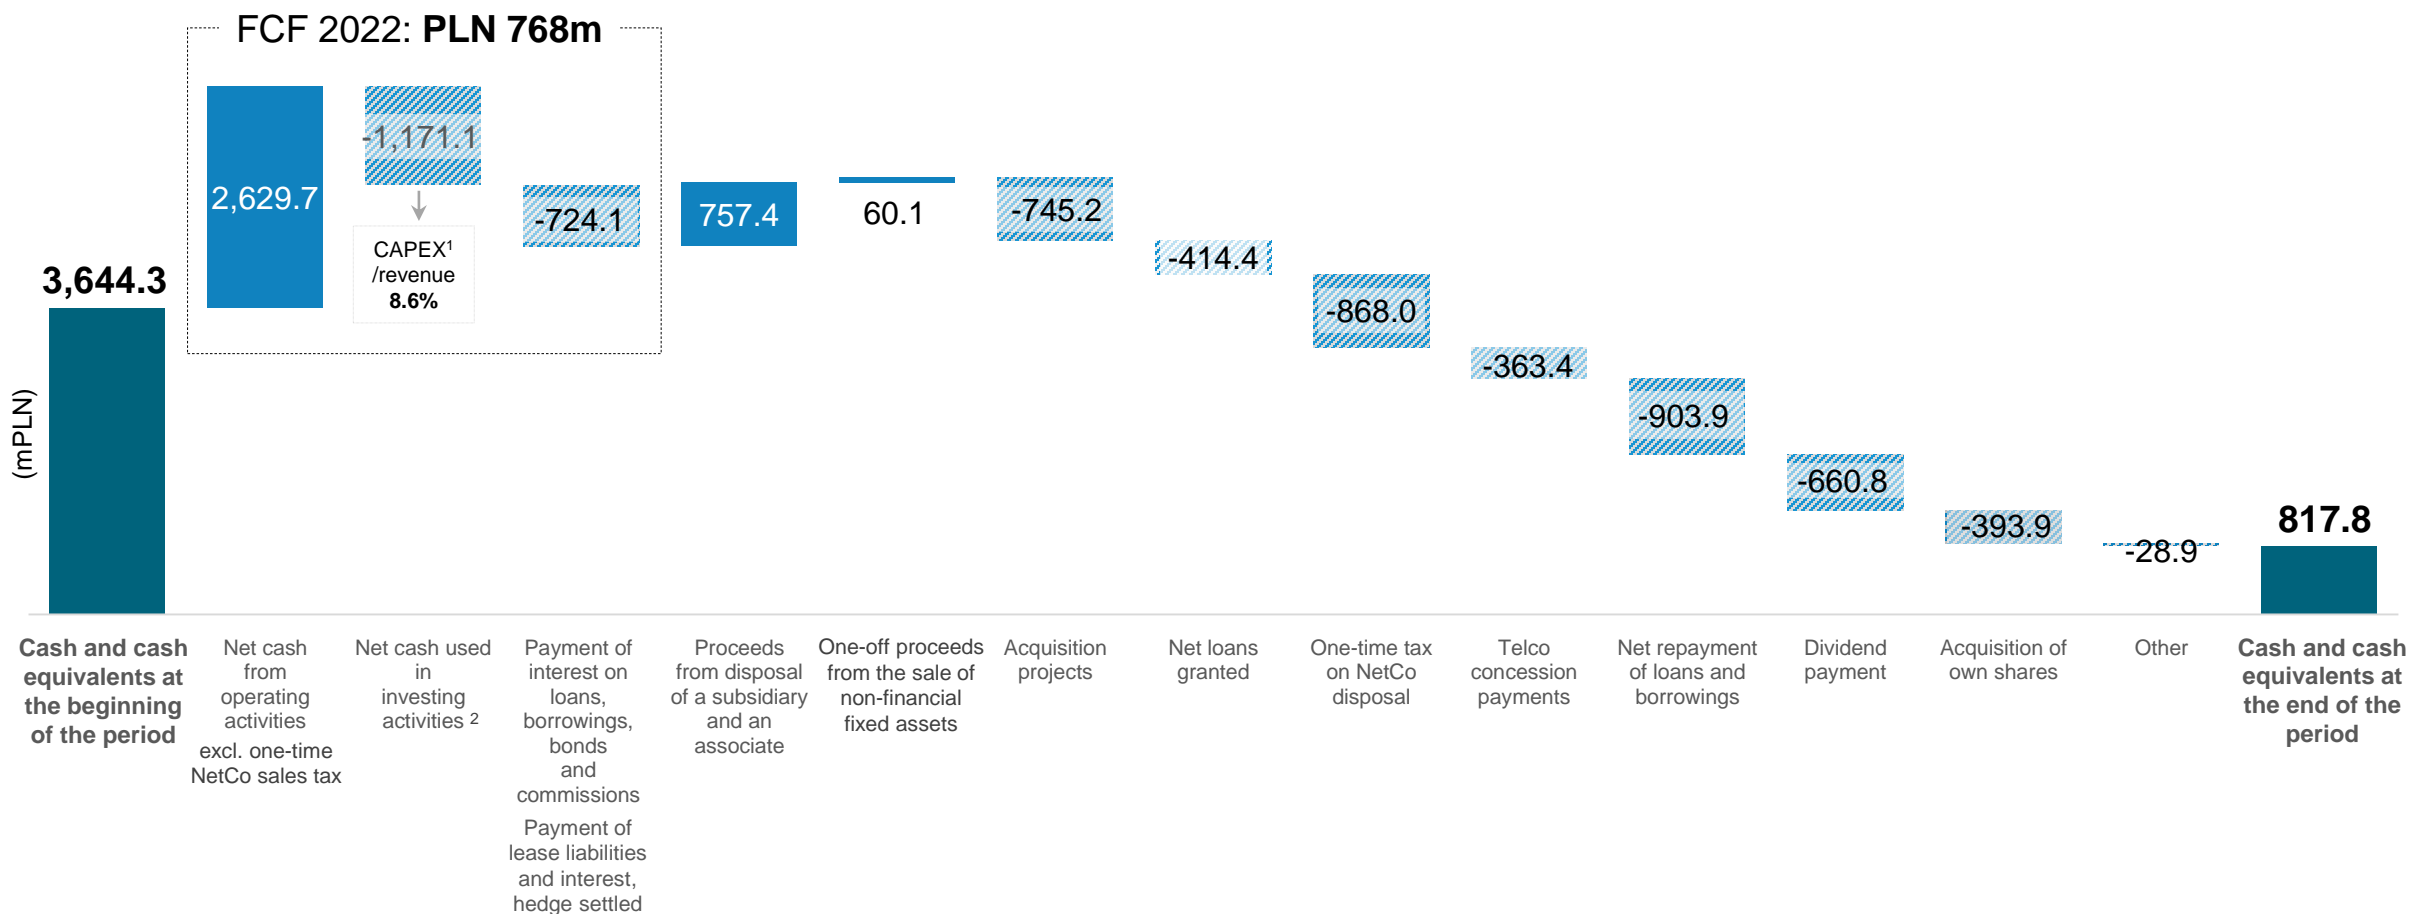 FCF 2022: PLN 768m
2,629.7
-1,171.1
CAPEX¹
/revenue
8.6%
-724.1
757.4
60.1
-745.2
-414.4
-868.0
-363.4
-903.9
-660.8
-393.9
-28.9
3,644.3
817.8
(mPLN)
Cash and cash
equivalents at
the beginning
of the period
Net cash
from
operating
activities
excl. one-time
NetCo sales tax
Net cash used
in
investing
activities ²
Payment of
interest on
loans,
borrowings,
bonds
and
commissions
Payment of
lease liabilities
and interest,
hedge settled
Proceeds
from disposal
of a subsidiary
and an
associate
One-off proceeds
from the sale of
non-financial
fixed assets
Acquisition
projects
Net loans
granted
One-time tax
on NetCo
disposal
Telco
concession
payments
Net repayment
of loans and
borrowings
Dividend
payment
Acquisition of
own shares
Other
Cash and cash
equivalents at
the end of the
period